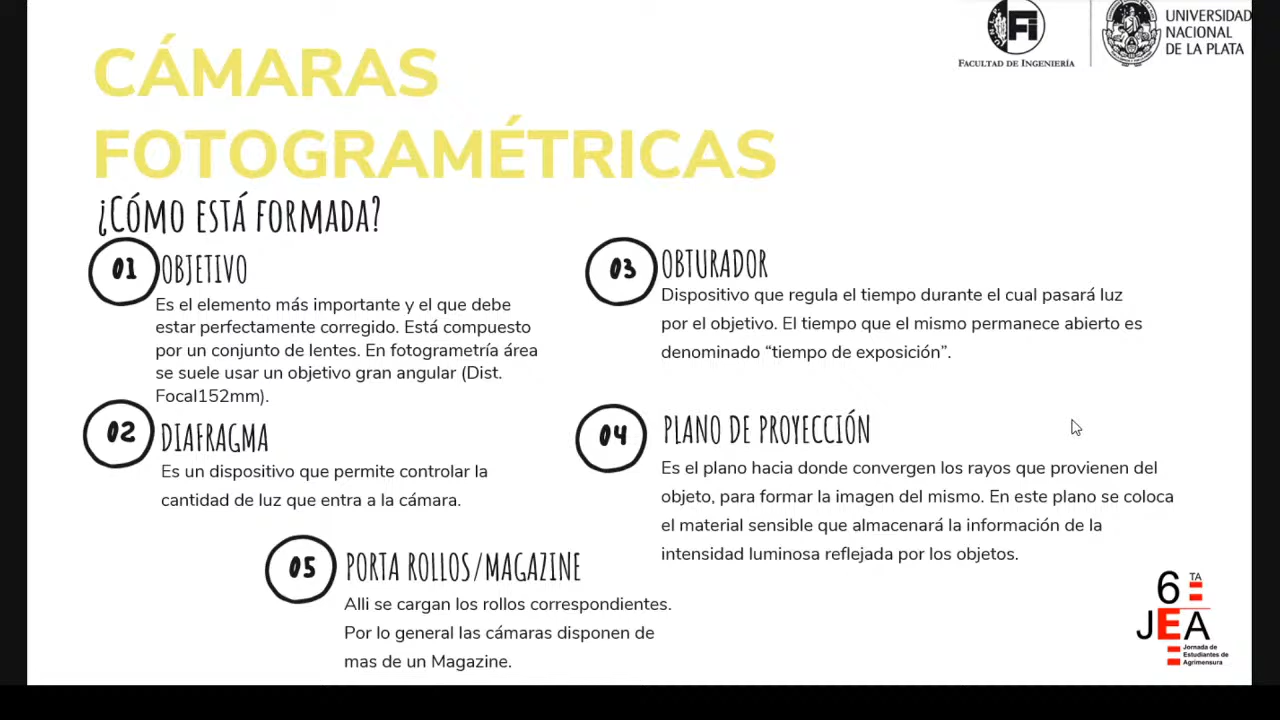 FACULTAD DE INGENIERÍA
UNIVERSIDAD
NACIONAL
DE LA PLATA
CÁMARAS
FOTOGRAMÉTRICAS
¿CÓMO ESTÁ FORMADA?
01 OBJETIVO
Es el elemento más importante y el que debe
estar perfectamente corregido. Está compuesto
por un conjunto de lentes. En fotogrametría área
se suele usar un objetivo gran angular (Dist.
Focal152mm).
02 DIAFRAGMA
Es un dispositivo que permite controlar la
cantidad de luz que entra a la cámara.
03 OBTURADOR
Dispositivo que regula el tiempo durante el cual pasará luz
por el objetivo. El tiempo que el mismo permanece abierto es
denominado “tiempo de exposición”.
04 PLANO DE PROYECCIÓN
Es el plano hacia donde convergen los rayos que provienen del
objeto, para formar la imagen del mismo. En este plano se coloca
el material sensible que almacenará la información de la
intensidad luminosa reflejada por los objetos.
05 PORTA ROLLOS/MAGAZINE
Alli se cargan los rollos correspondientes.
Por lo general las cámaras disponen de
mas de un Magazine.
6 TA
JEA
Jornada de
Estudiantes de
Agrimensura